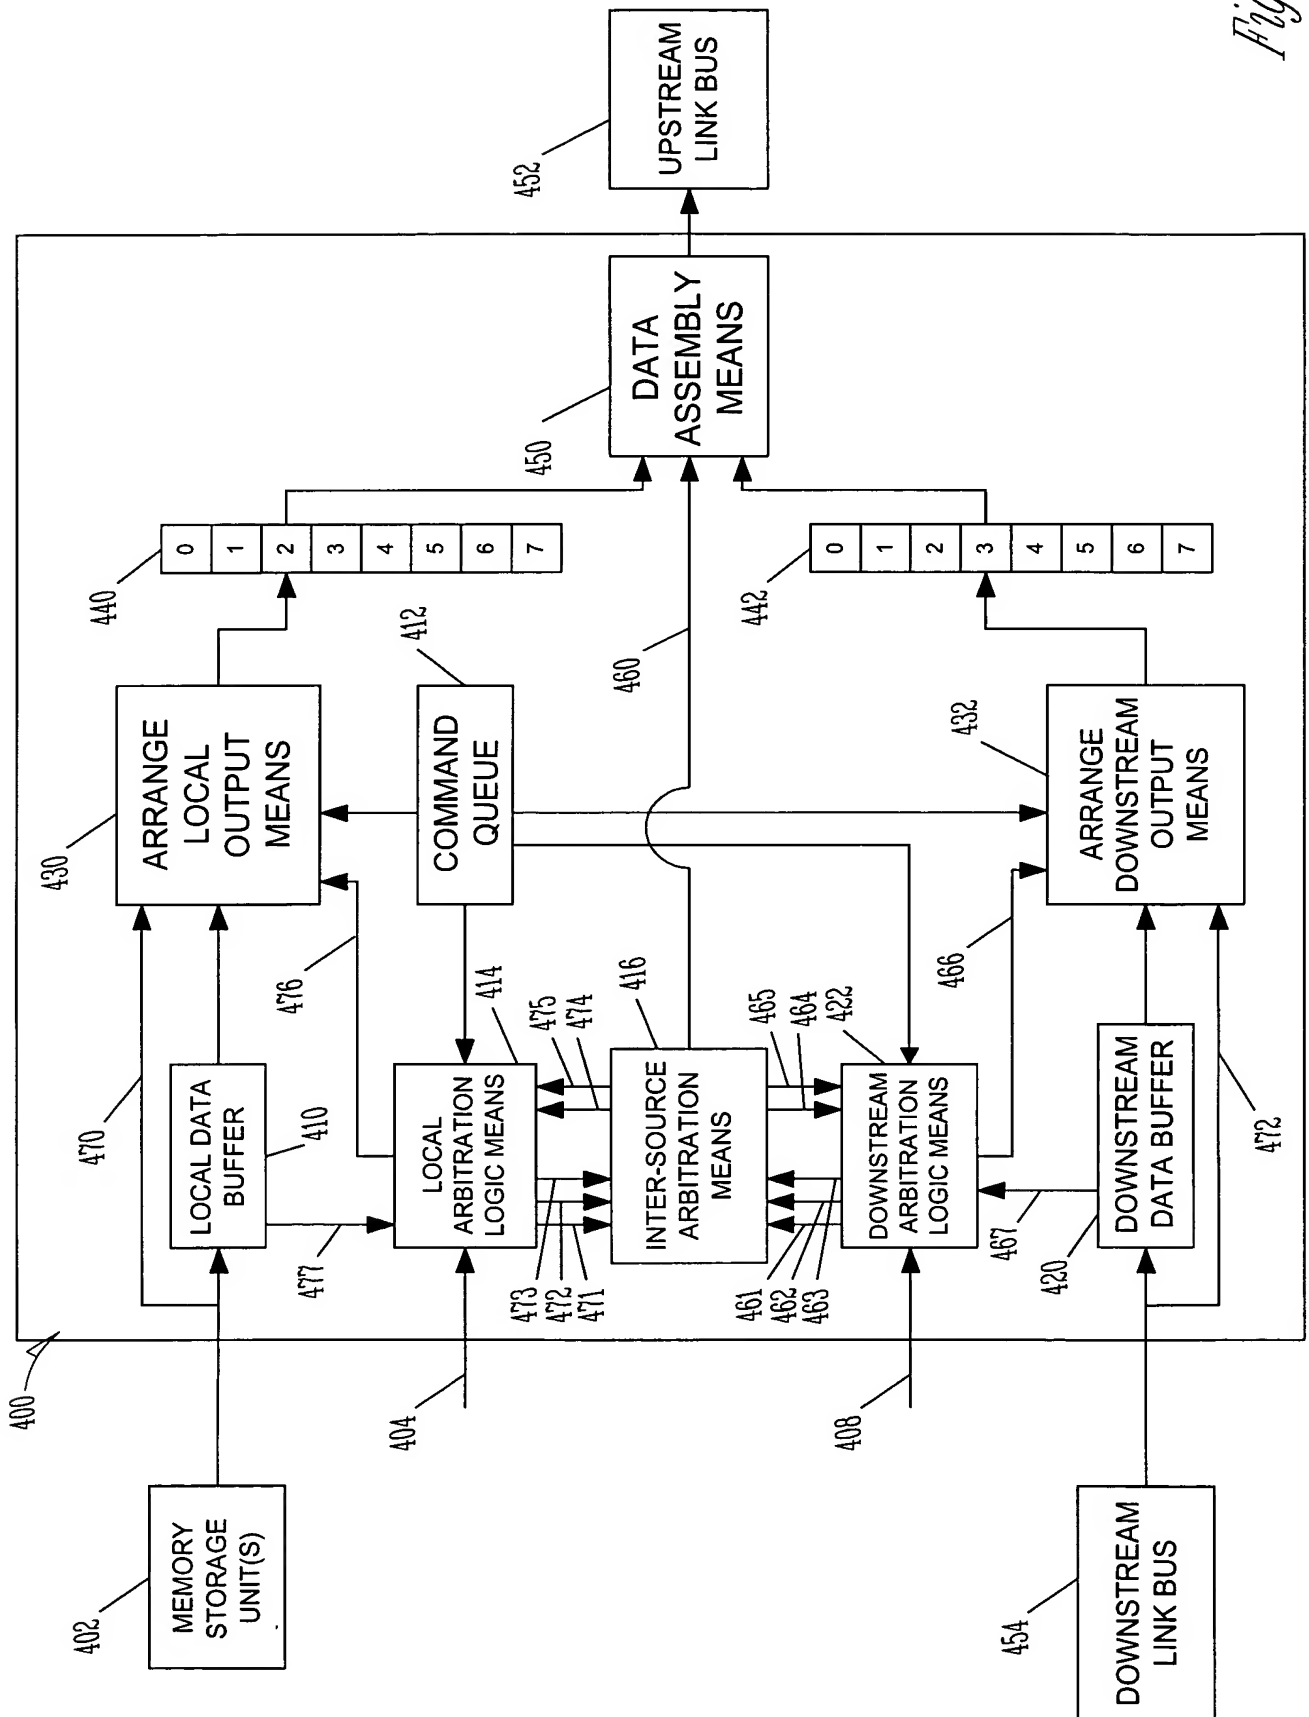 Fig
400
402
MEMORY
STORAGE
UNIT(S)
404
408
454
DOWNSTREAM
LINK BUS
470
LOCAL DATA
BUFFER
410
477
476
430
ARRANGE
LOCAL
OUTPUT
MEANS
440
0
1
2
3
4
5
6
7
412
COMMAND
QUEUE
414
LOCAL
ARBITRATION
LOGIC MEANS
475
474
473
472
471
416
INTER-SOURCE
ARBITRATION
MEANS
460
465
464
461
462
463
422
DOWNSTREAM
ARBITRATION
LOGIC MEANS
466
467
420
DOWNSTREAM
DATA BUFFER
472
432
ARRANGE
DOWNSTREAM
OUTPUT
MEANS
442
0
1
2
3
4
5
6
7
450
DATA
ASSEMBLY
MEANS
452
UPSTREAM
LINK BUS